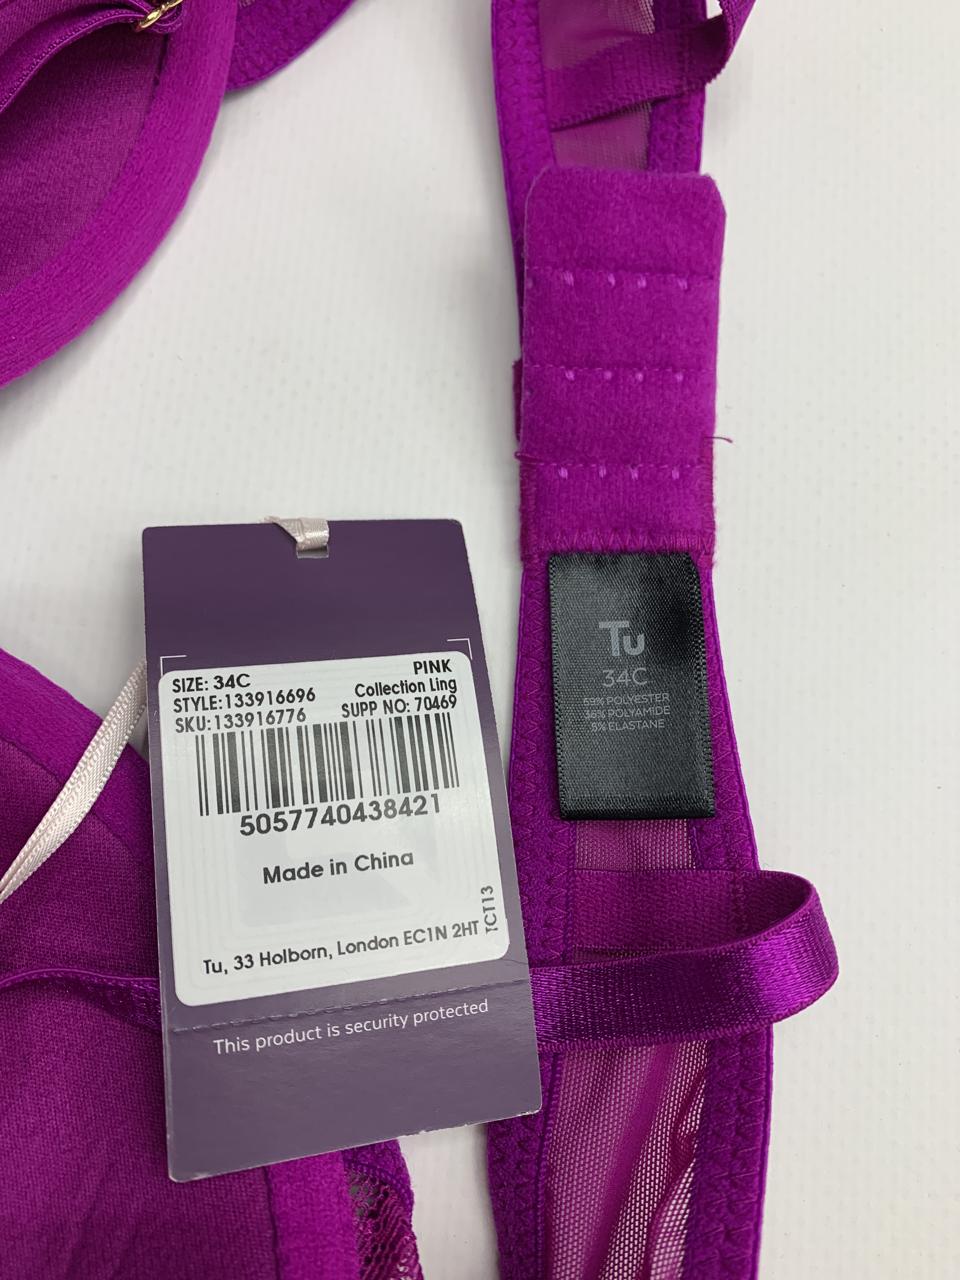 SIZE: 34C
PINK
STYLE:133916696
Collection Ling
SKU:133916776
SUPP NO: 70469
5057740438421
Made in China
TCT13
Tu, 33 Holborn, London EC1N 2HT
This product is security protected
Tu
34C
59% POLYESTER
36% POLYAMIDE
5% ELASTANE